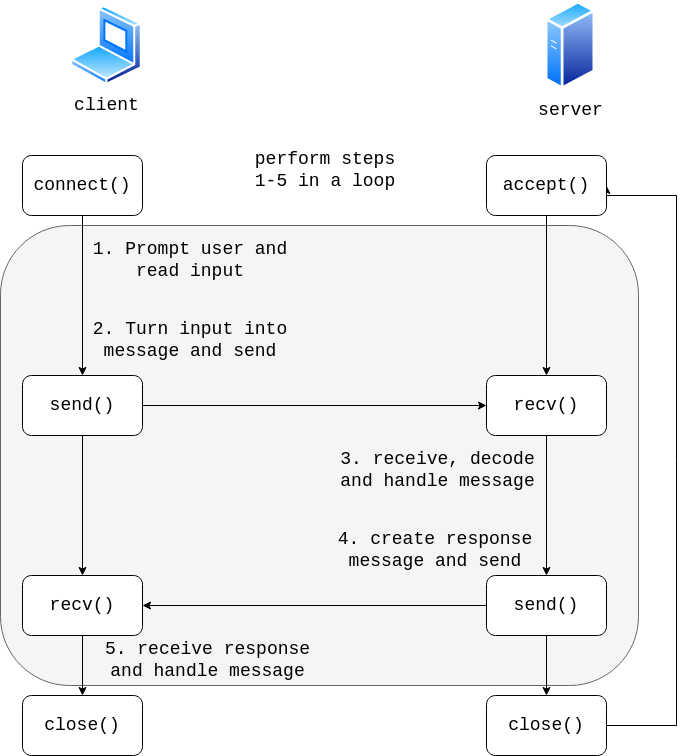 client
server
perform steps
1-5 in a loop
connect()
accept()
1. Prompt user and
read input
2. Turn input into
message and send
send()
recv()
3. receive, decode
and handle message
4. create response
message and send
recv()
send()
5. receive response
and handle message
close()
close()